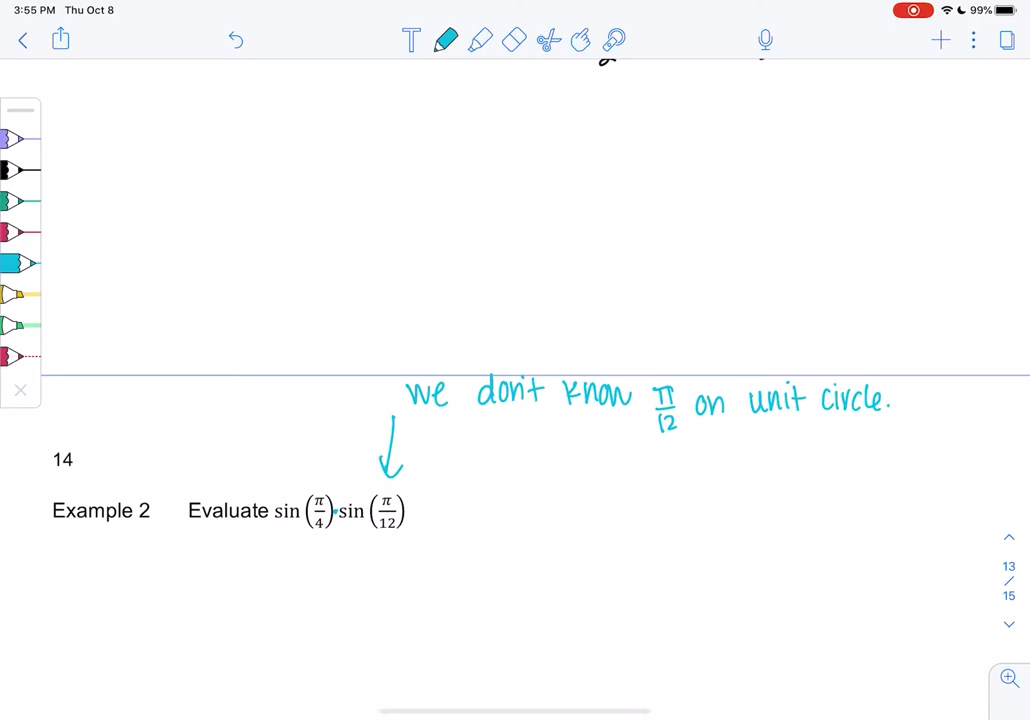 3:55 PM Thu Oct 8
99%
T
we don't know π/12 on unit circle.
14
Example 2 Evaluate sin (π/4)·sin (π/12)
13
/
15